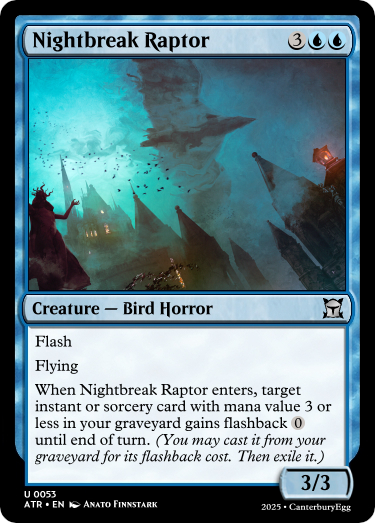 Nightbreak Raptor 3
Creature — Bird Horror
Flash
Flying
When Nightbreak Raptor enters, target
instant or sorcery card with mana value 3 or
less in your graveyard gains flashback 0
until end of turn. (You may cast it from your
graveyard for its flashback cost. Then exile it.)
3/3
U 0053
ATR • EN Anato Finnstark
2025 • CanterburyEgg